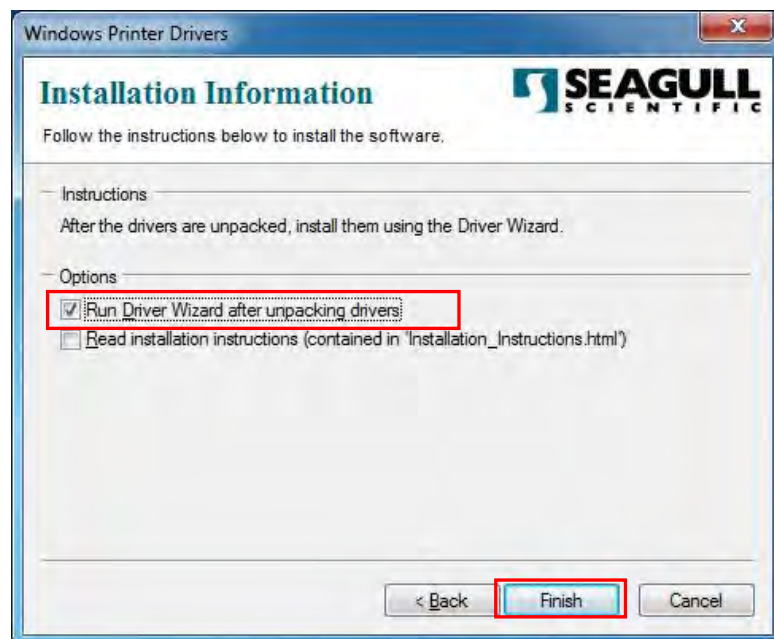 Windows Printer Drivers
Installation Information
SEAGULL
SCIENTIFIC
Follow the instructions below to install the software.
Instructions
After the drivers are unpacked, install them using the Driver Wizard.
Options
Run Driver Wizard after unpacking drivers
Read installation instructions (contained in 'Installation_Instructions.html')
< Back
Finish
Cancel